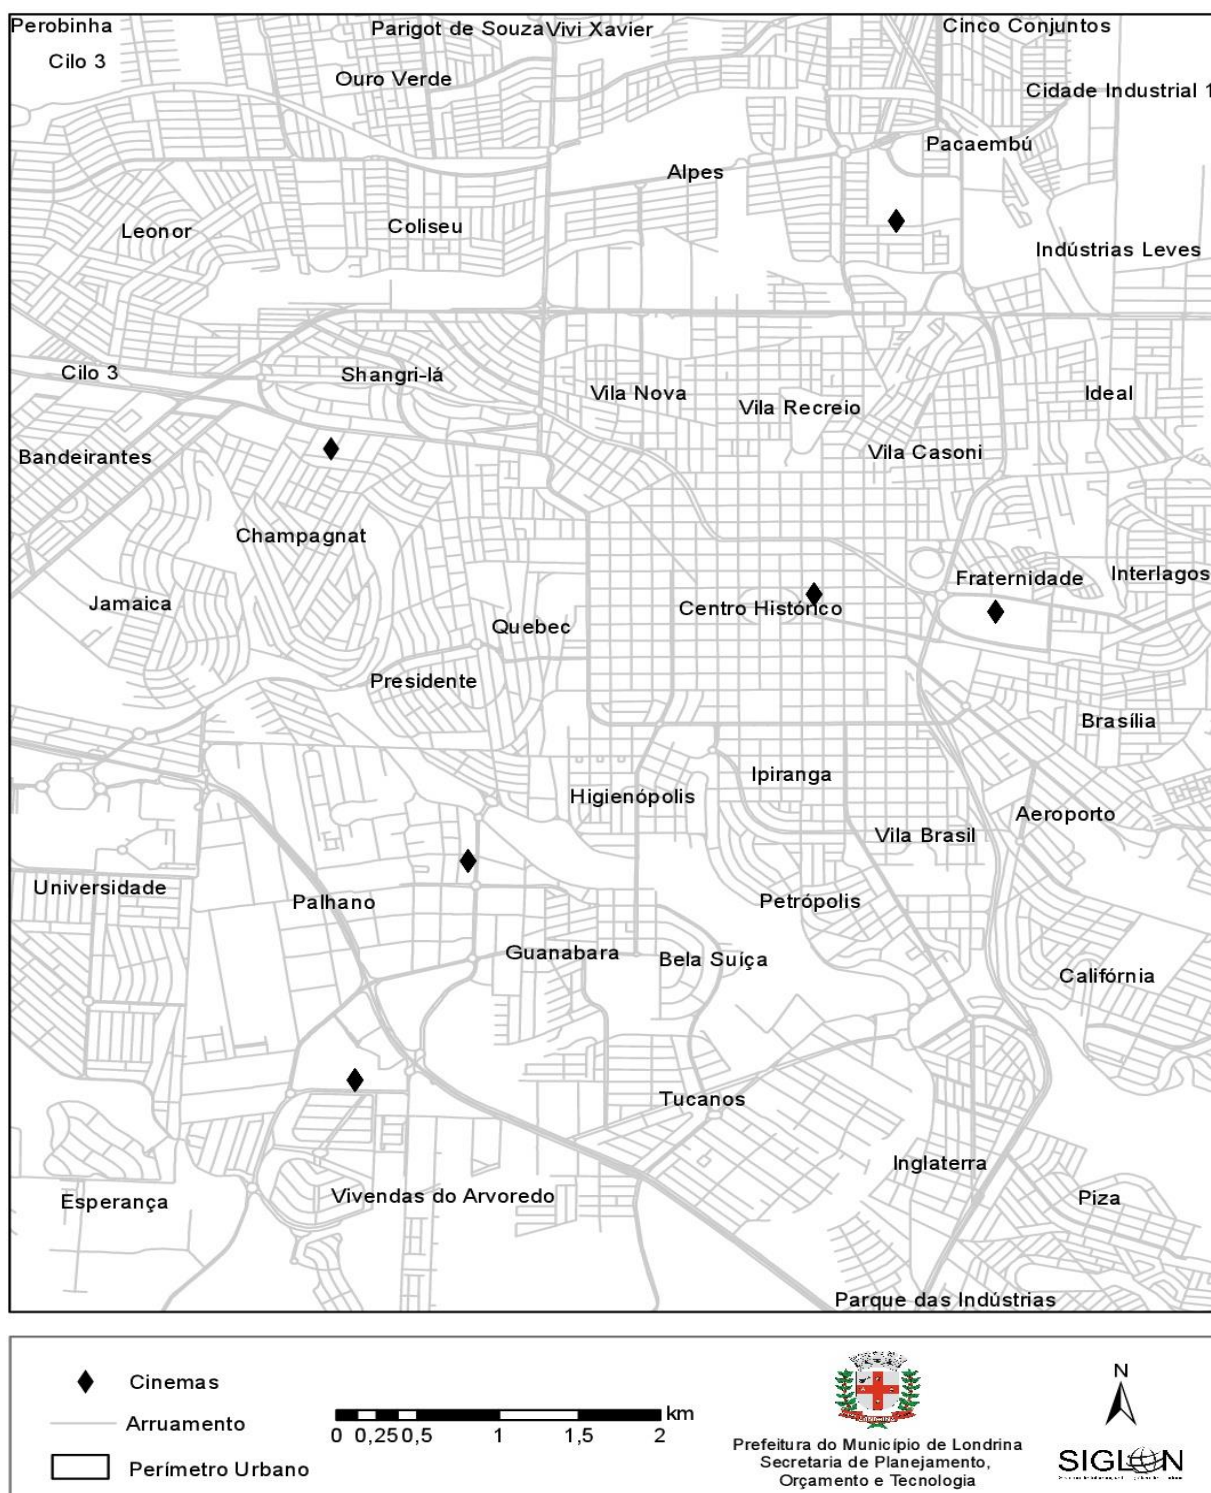 Perobinha
Parigot de Souza
Vivi Xavier
Cinco Conjuntos
Cilo 3
Ouro Verde
Cidade Industrial 1
Pacaembú
Alpes
Leonor
Coliseu
Indústrias Leves
Cilo 3
Shangri-lá
Vila Nova
Vila Recreio
Ideal
Bandeirantes
Vila Casoni
Champagnat
Jamaica
Centro Histórico
Fraternidade
Interlagos
Quebec
Presidente
Brasília
Higienópolis
Ipiranga
Aeroporto
Vila Brasil
Universidade
Palhano
Petrópolis
Guanabara
Bela Suíça
Califórnia
Tucanos
Inglaterra
Esperança
Vivendas do Arvoredo
Piza
Parque das Indústrias
Cinemas
Arruamento
Perímetro Urbano
km
0 0,25 0,5 1 1,5 2
Prefeitura do Município de Londrina
Secretaria de Planejamento,
Orçamento e Tecnologia
N
SIGLON